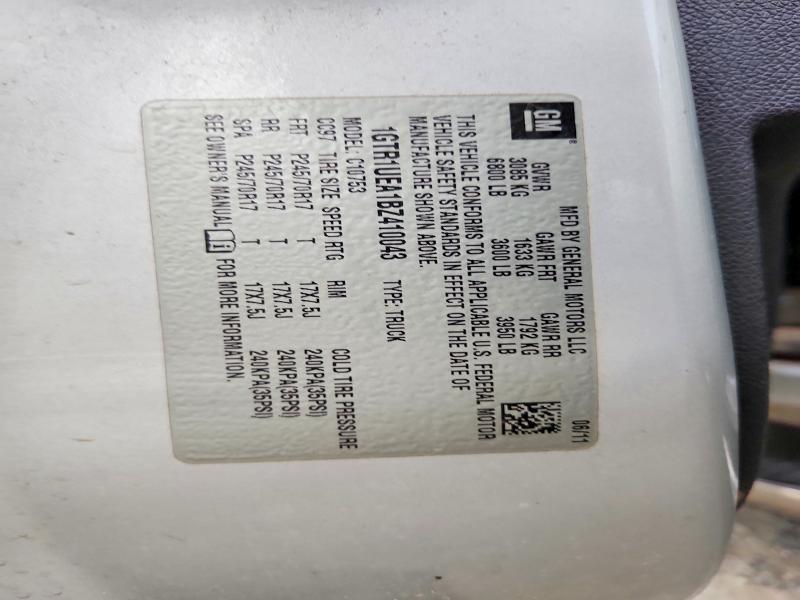 GM ®
MFD BY GENERAL MOTORS LLC 06/11
GVWR GAWR FRT GAWR RR
3085 KG 1633 KG 1792 KG
6800 LB 3600 LB 3950 LB
THIS VEHICLE CONFORMS TO ALL APPLICABLE U.S. FEDERAL MOTOR
VEHICLE SAFETY STANDARDS IN EFFECT ON THE DATE OF
MANUFACTURE SHOWN ABOVE.
1GTR1UEA1BZ410043 TYPE: TRUCK
MODEL: C10753
CC97 TIRE SIZE SPEED RTG RIM COLD TIRE PRESSURE
FRT P245/70R17 T 17X7.5J 240KPA(35PSI)
RR P245/70R17 T 17X7.5J 240KPA(35PSI)
SPA P245/70R17 T 17X7.5J 240KPA(35PSI)
SEE OWNER'S MANUAL FOR MORE INFORMATION.